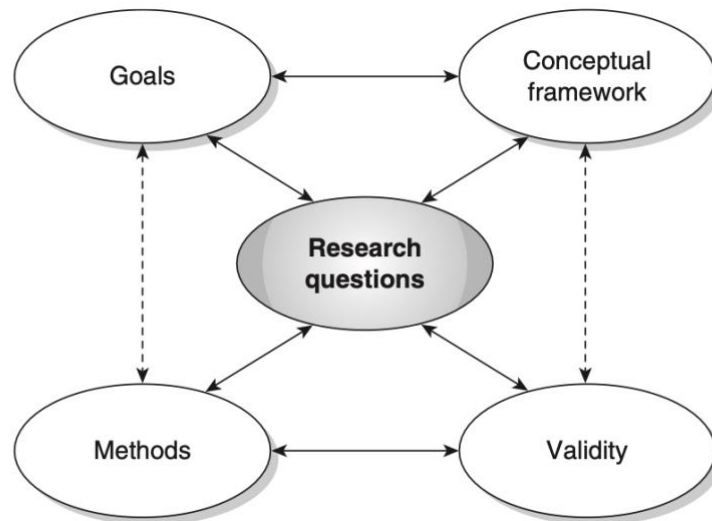 Goals
Conceptual
framework
Research
questions
Methods
Validity